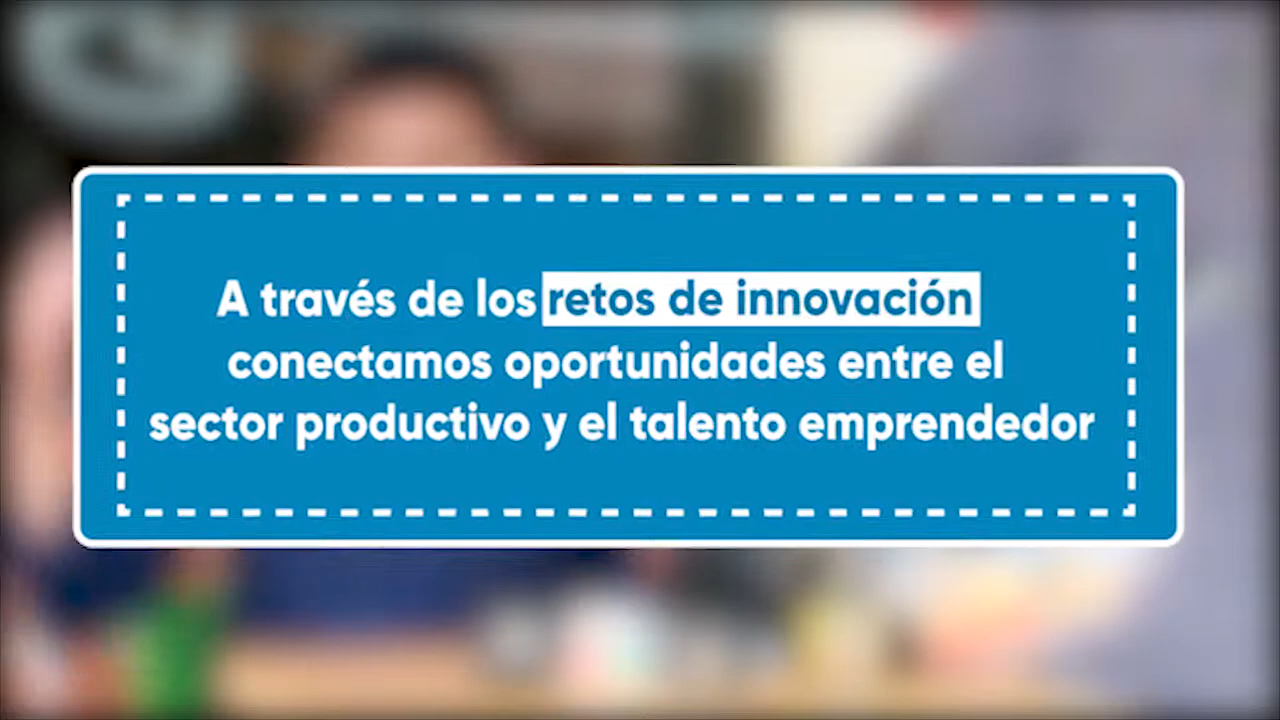 A través de los retos de innovación
conectamos oportunidades entre el
sector productivo y el talento emprendedor